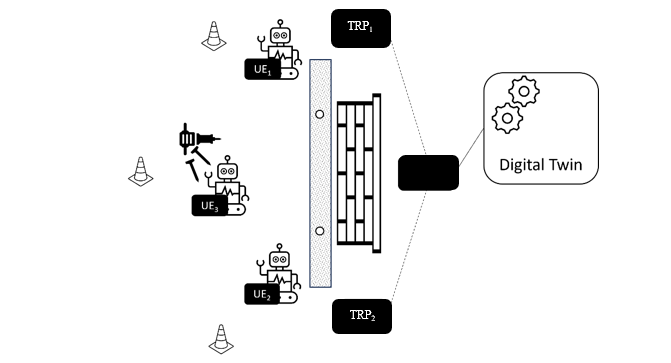 TRP₁
UE₁
UE₃
Digital Twin
UE₂
TRP₂